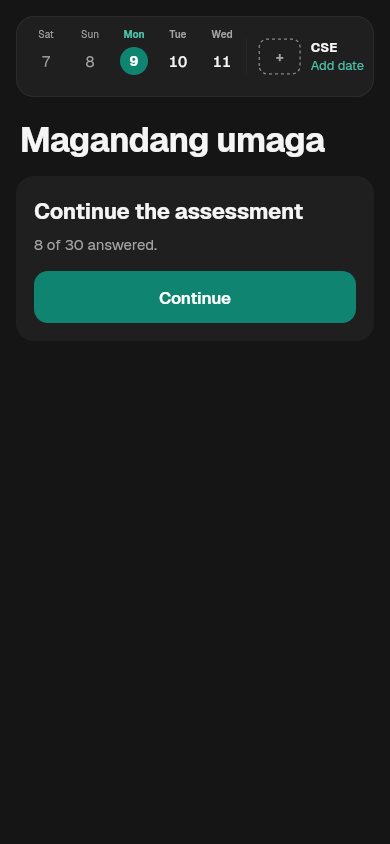 Sat Sun Mon Tue Wed
7 8 9 10 11
+
CSE
Add date
Magandang umaga
Continue the assessment
8 of 30 answered.
Continue